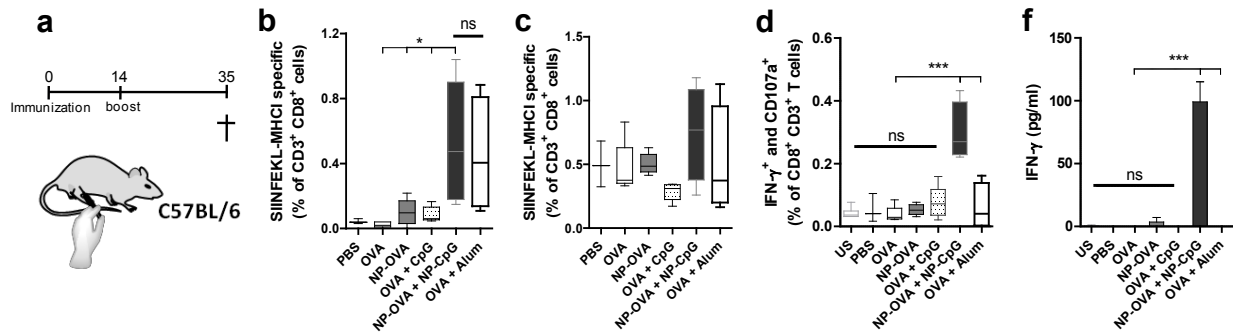 a
0 14 35
Immunization boost
C57BL/6
b
SIINFEKL-MHCI specific
(% of CD3+ CD8+ cells)
1.2
0.8
0.4
0.0
*
ns
PBS
OVA
NP-OVA
OVA + CpG
NP-OVA + NP-CpG
OVA + Alum
c
SIINFEKL-MHCI specific
(% of CD3+ CD8+ cells)
1.5
1.0
0.5
0.0
PBS
OVA
NP-OVA
OVA + CpG
NP-OVA + NP-CpG
OVA + Alum
d
IFN-γ+ and CD107a+
(% of CD8+ CD3+ T cells)
0.6
0.4
0.2
0.0
ns
***
US
PBS
OVA
NP-OVA
OVA + CpG
NP-OVA + NP-CpG
OVA + Alum
f
IFN-γ (pg/ml)
150
100
50
0
ns
***
US
PBS
OVA
NP-OVA
OVA + CpG
NP-OVA + NP-CpG
OVA + Alum